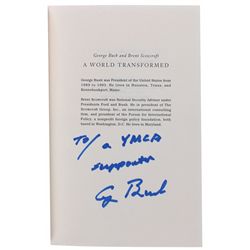 George Bush and Brent Scowcroft
A WORLD TRANSFORMED
George Bush was President of the United States from
1989 to 1993. He lives in Houston, Texas, and
Kennebunkport, Maine.
Brent Scowcroft was National Security Adviser under
Presidents Ford and Bush. He is president of The
Scowcroft Group, Inc., an international consulting
firm, and president of the Forum for International
Policy, a nonprofit foreign policy foundation, both
based in Washington, D.C. He lives in Maryland.
To/ a YMCA
supporter
G Bush